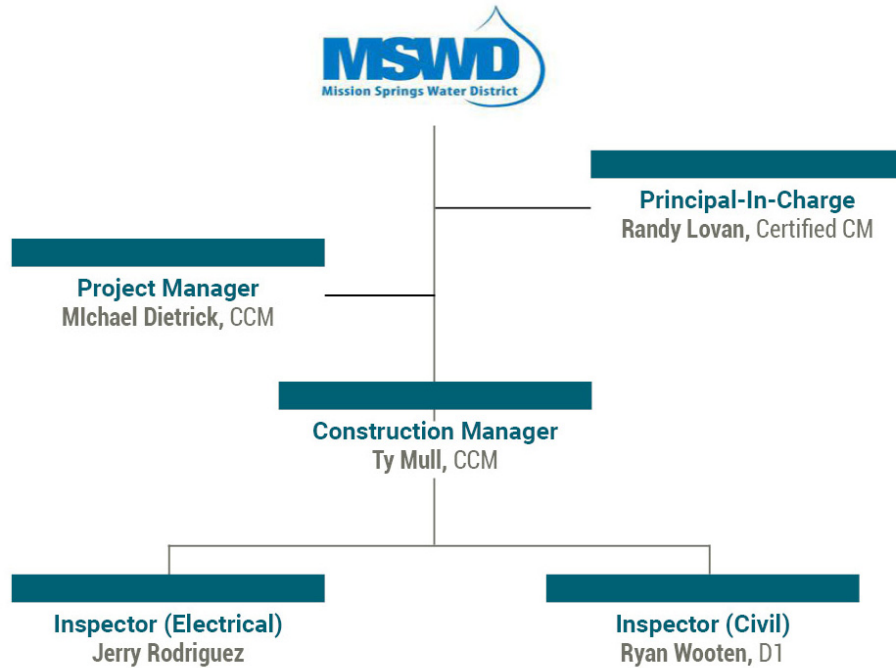 MSWD
Mission Springs Water District
Principal-In-Charge
Randy Lovan, Certified CM
Project Manager
MIchael Dietrick, CCM
Construction Manager
Ty Mull, CCM
Inspector (Electrical)
Jerry Rodriguez
Inspector (Civil)
Ryan Wooten, D1